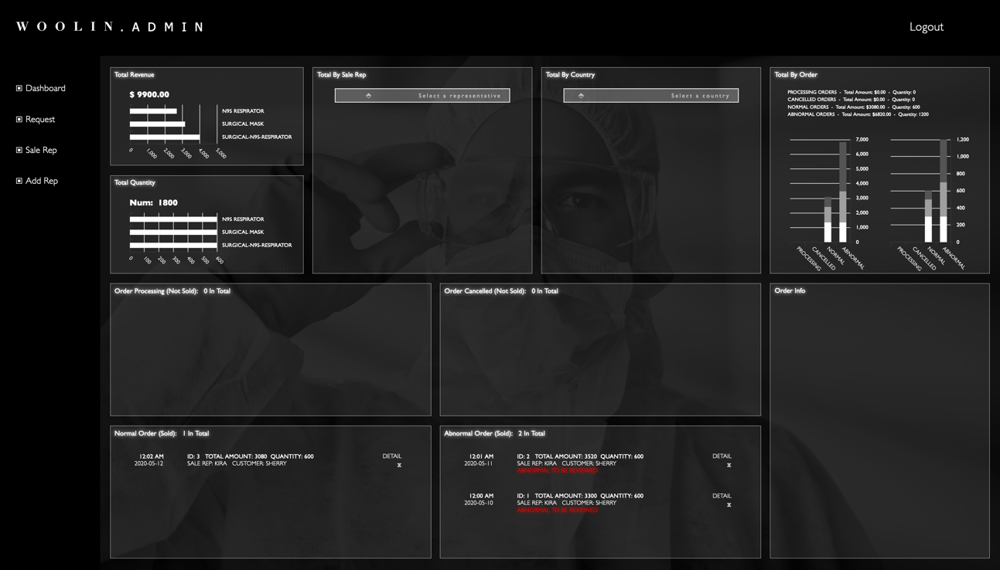 WOOLIN.ADMIN
Logout
Dashboard
Request
Sale Rep
Add Rep
Total Revenue
$ 9900.00
N95 RESPIRATOR
SURGICAL MASK
SURGICAL-N95-RESPIRATOR
0 1,000 2,000 3,000 4,000 5,000
Total Quantity
Num: 1800
N95 RESPIRATOR
SURGICAL MASK
SURGICAL-N95-RESPIRATOR
0 100 200 300 400 500 600
Total By Sale Rep
Select a representative
Total By Country
Select a country
Total By Order
PROCESSING ORDERS - Total Amount: $0.00 - Quantity: 0
CANCELLED ORDERS - Total Amount: $0.00 - Quantity: 0
NORMAL ORDERS - Total Amount: $3080.00 - Quantity: 600
ABNORMAL ORDERS - Total Amount: $6820.00 - Quantity: 1200
7,000
6,000
5,000
4,000
3,000
2,000
1,000
0
PROCESSING CANCELLED NORMAL ABNORMAL
1,200
1,000
800
600
400
200
0
PROCESSING CANCELLED NORMAL ABNORMAL
Order Processing (Not Sold): 0 In Total
Order Cancelled (Not Sold): 0 In Total
Order Info
Normal Order (Sold): 1 In Total
12:02 AM ID: 3 TOTAL AMOUNT: 3080 QUANTITY: 600 DETAIL
2020-05-12 SALE REP: KIRA CUSTOMER: SHERRY
Abnormal Order (Sold): 2 In Total
12:01 AM ID: 2 TOTAL AMOUNT: 3520 QUANTITY: 600 DETAIL
2020-05-11 SALE REP: KIRA CUSTOMER: SHERRY
ABNORMAL TO BE REVIEWED
12:00 AM ID: 1 TOTAL AMOUNT: 3300 QUANTITY: 600 DETAIL
2020-05-10 SALE REP: KIRA CUSTOMER: SHERRY
ABNORMAL TO BE REVIEWED